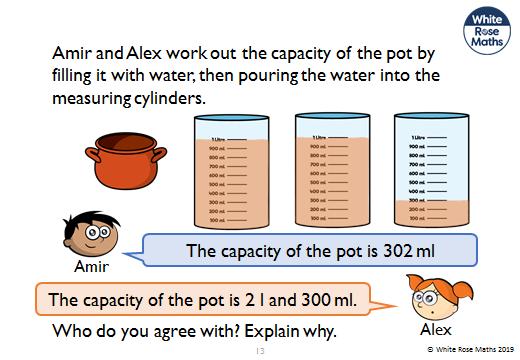 White
Rose
Maths
Amir and Alex work out the capacity of the pot by
filling it with water, then pouring the water into the
measuring cylinders.
1 Litre
900 ml
800 ml
700 ml
600 ml
500 ml
400 ml
300 ml
200 ml
100 ml
1 Litre
900 ml
800 ml
700 ml
600 ml
500 ml
400 ml
300 ml
200 ml
100 ml
1 Litre
900 ml
800 ml
700 ml
600 ml
500 ml
400 ml
300 ml
200 ml
100 ml
The capacity of the pot is 302 ml
Amir
The capacity of the pot is 2 l and 300 ml.
Alex
Who do you agree with? Explain why.
13
© White Rose Maths 2019